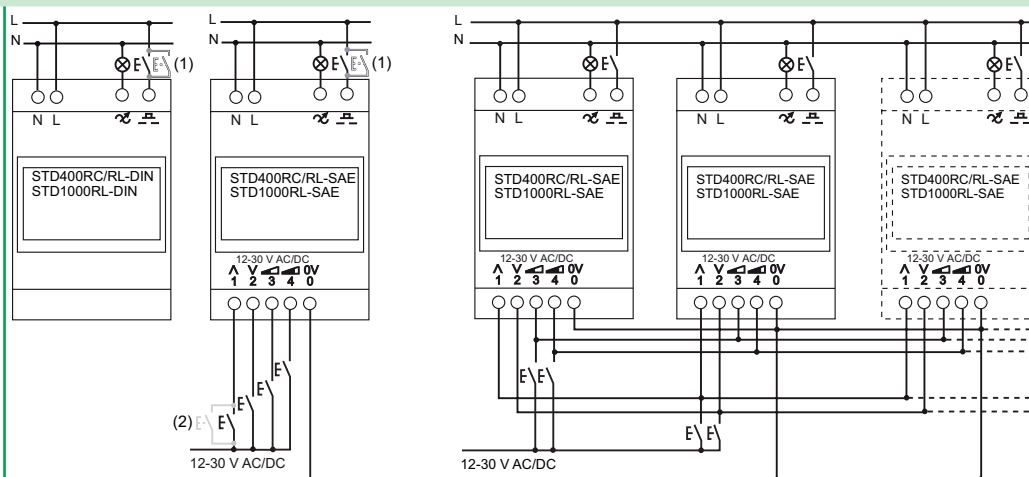 L
N
(1)
N L
STD400RC/RL-DIN
STD1000RL-DIN
L
N
(1)
N L
STD400RC/RL-SAE
STD1000RL-SAE
12-30 V AC/DC
0V
1 2 3 4 0
(2)
12-30 V AC/DC
L
N
N L
STD400RC/RL-SAE
STD1000RL-SAE
12-30 V AC/DC
0V
1 2 3 4 0
N L
STD400RC/RL-SAE
STD1000RL-SAE
12-30 V AC/DC
0V
1 2 3 4 0
N L
STD400RC/RL-SAE
STD1000RL-SAE
12-30 V AC/DC
0V
1 2 3 4 0
12-30 V AC/DC